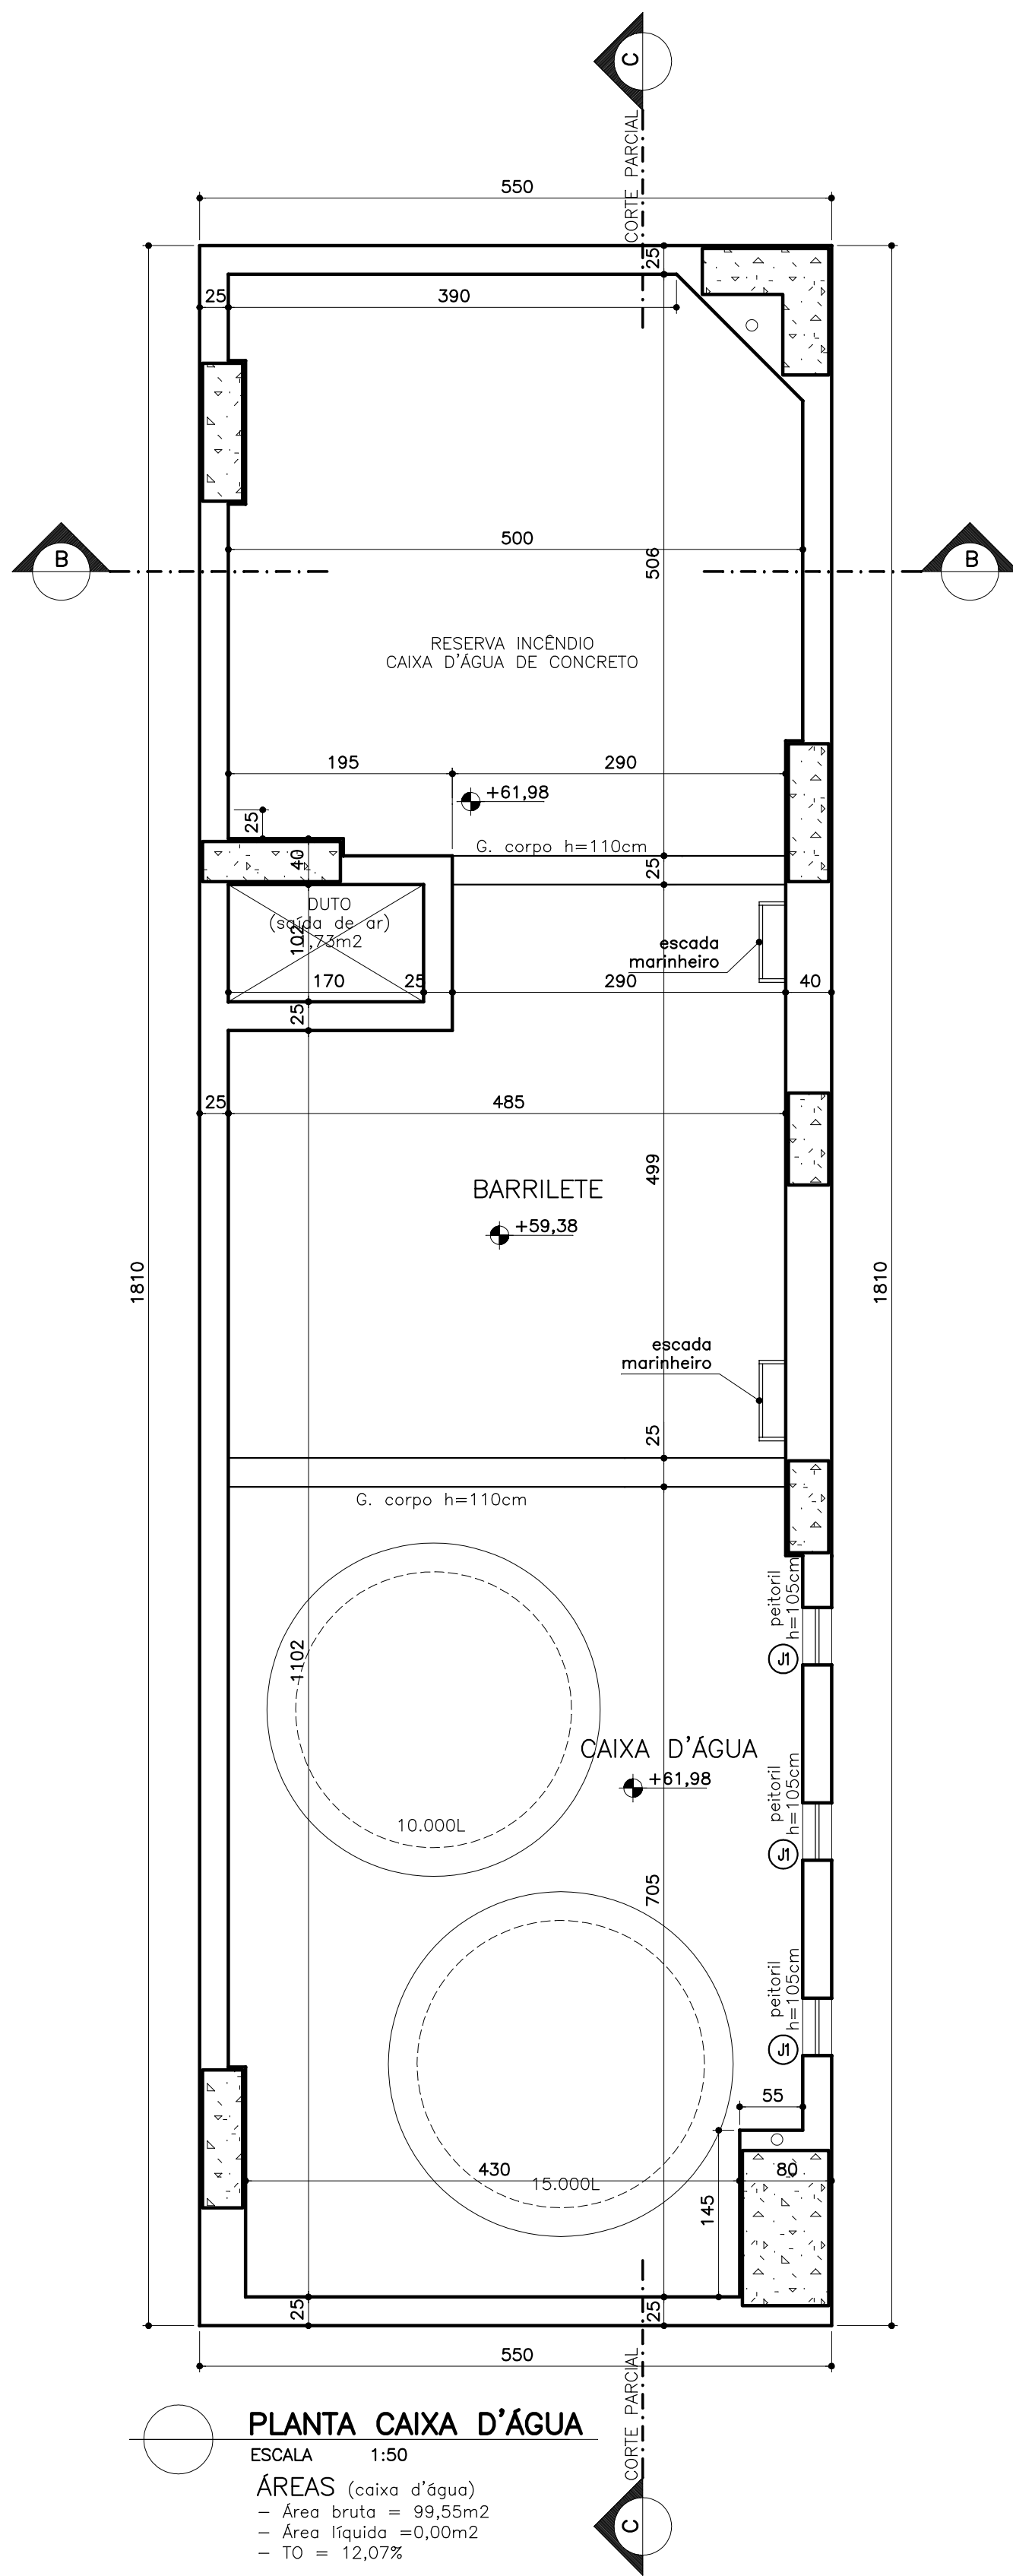 C
CORTE PARCIAL
550
25
25
390
500
506
B
B
RESERVA INCÊNDIO
CAIXA D'ÁGUA DE CONCRETO
195
290
+61,98
25
40
G. corpo h=110cm
25
DUTO
(saída de ar)
1,73m2
102
escada
marinheiro
170
25
290
40
25
25
485
499
BARRILETE
+59,38
1810
1810
escada
marinheiro
25
G. corpo h=110cm
peitoril
h=105cm
J1
1102
CAIXA D'ÁGUA
+61,98
peitoril
h=105cm
J1
10.000L
705
peitoril
h=105cm
J1
55
430
80
15.000L
145
25
25
550
CORTE PARCIAL
PLANTA CAIXA D'ÁGUA
ESCALA 1:50
ÁREAS (caixa d'água)
- Área bruta = 99,55m2
- Área líquida =0,00m2
- TO = 12,07%
C